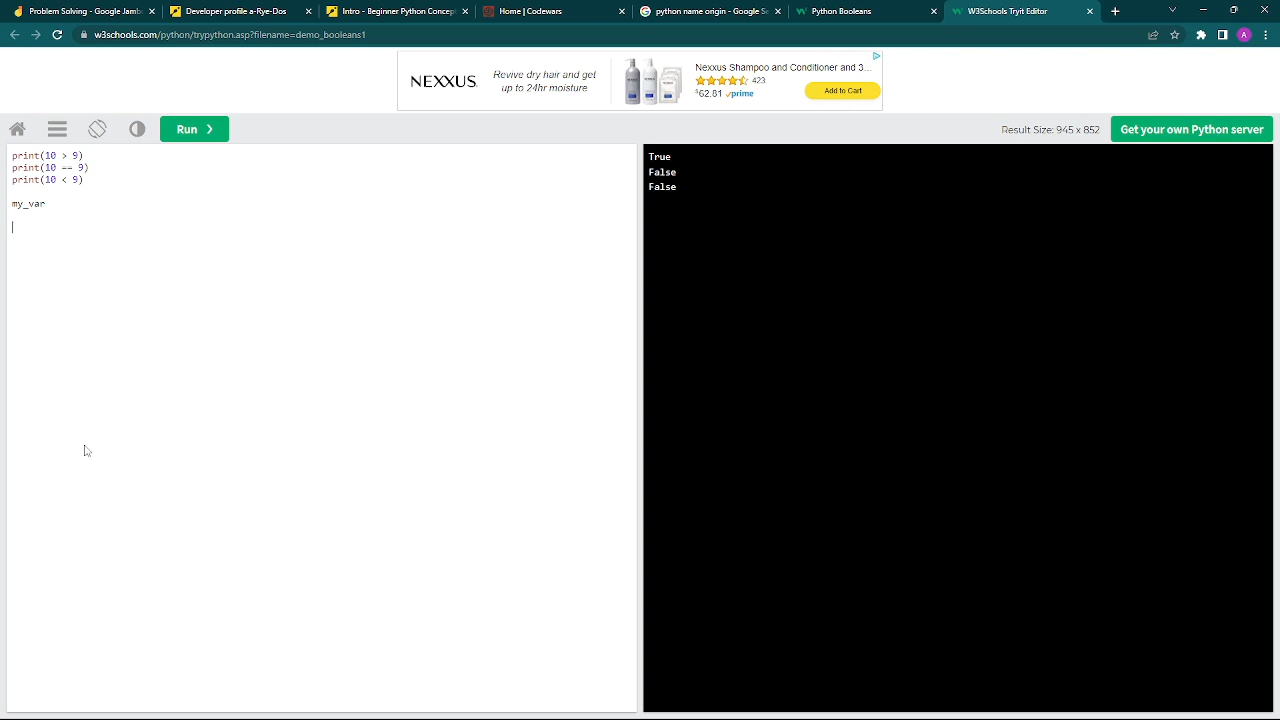 Problem Solving - Google Jamb
Developer profile a-Rye-Dos
Intro - Beginner Python Concept
Home | Codewars
python name origin - Google S
Python Booleans
W3Schools Tryit Editor
w3schools.com/python/trypython.asp?filename=demo_booleans1
A
NEXXUS
Revive dry hair and get
up to 24hr moisture
Nexxus Shampoo and Conditioner and 3...
423
$62.81 prime
Add to Cart
Run
Result Size: 945 x 852
Get your own Python server
print(10 > 9)
print(10 == 9)
print(10 < 9)
my_var
True
False
False